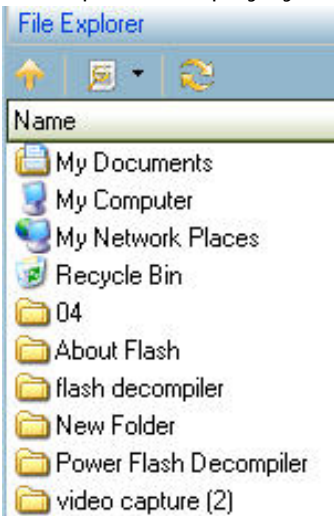 File Explorer
Name
My Documents
My Computer
My Network Places
Recycle Bin
04
About Flash
flash decompiler
New Folder
Power Flash Decompiler
video capture (2)